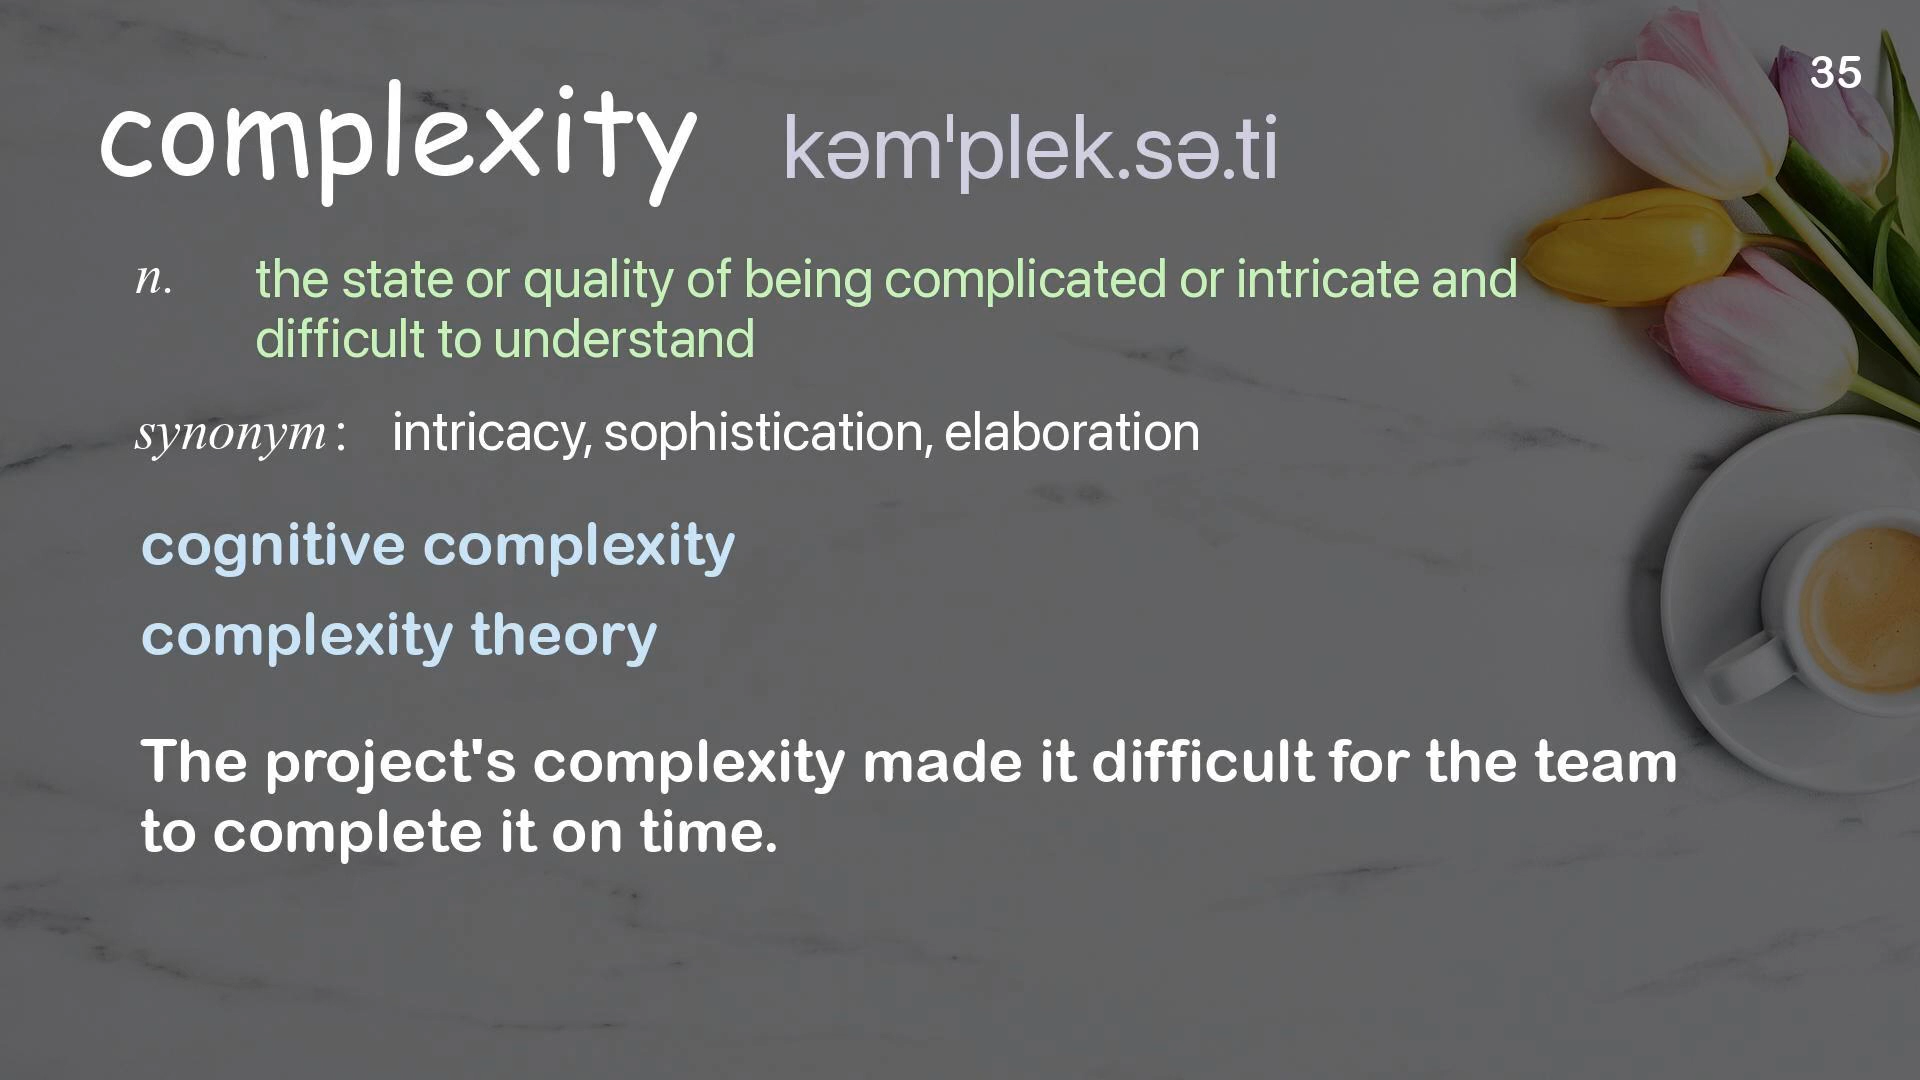 35
complexity kəm'plek.sə.ti
n. the state or quality of being complicated or intricate and
difficult to understand
synonym: intricacy, sophistication, elaboration
cognitive complexity
complexity theory
The project's complexity made it difficult for the team
to complete it on time.